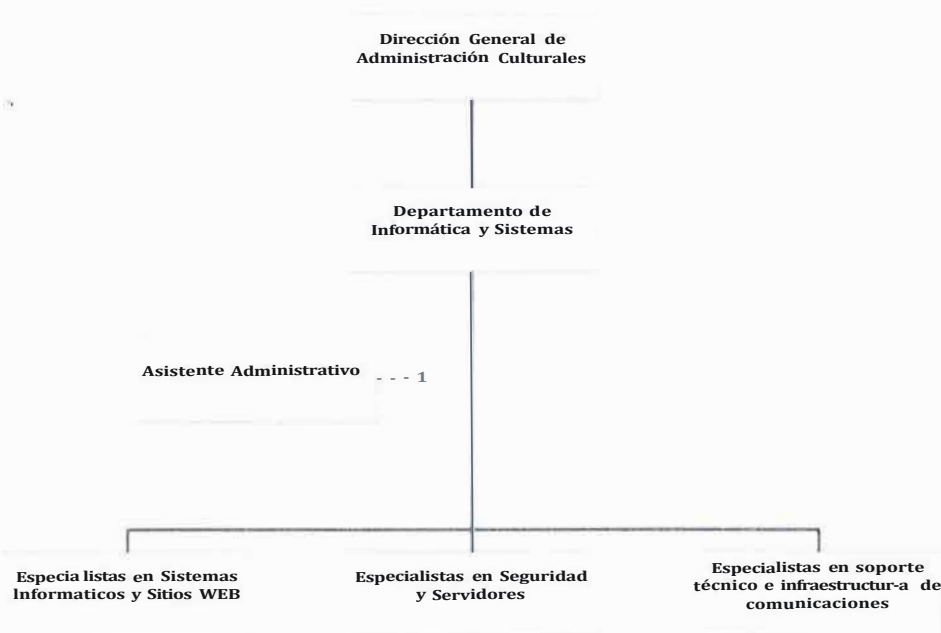 Dirección General de
Administración Culturales
Departamento de
Informática y Sistemas
Asistente Administrativo - - - 1
Especia listas en Sistemas
lnformaticos y Sitios WEB
Especialistas en Seguridad
y Servidores
Especialistas en soporte
técnico e infraestructur-a de
comunicaciones